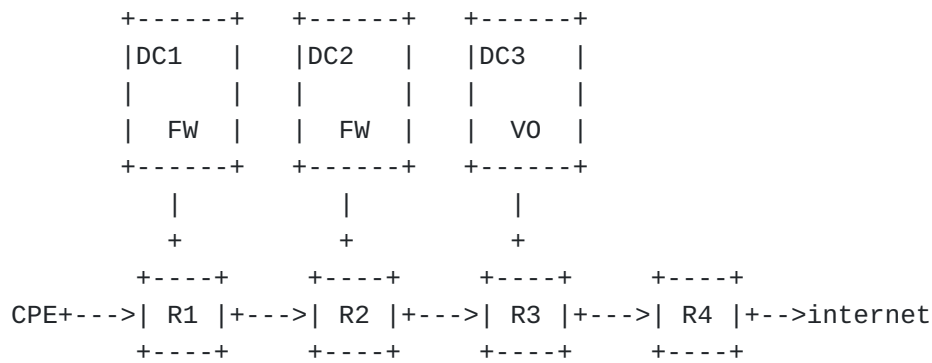 DC1 DC2 DC3
FW FW VO
CPE+--->| R1 |+--->| R2 |+--->| R3 |+--->| R4 |+-->internet